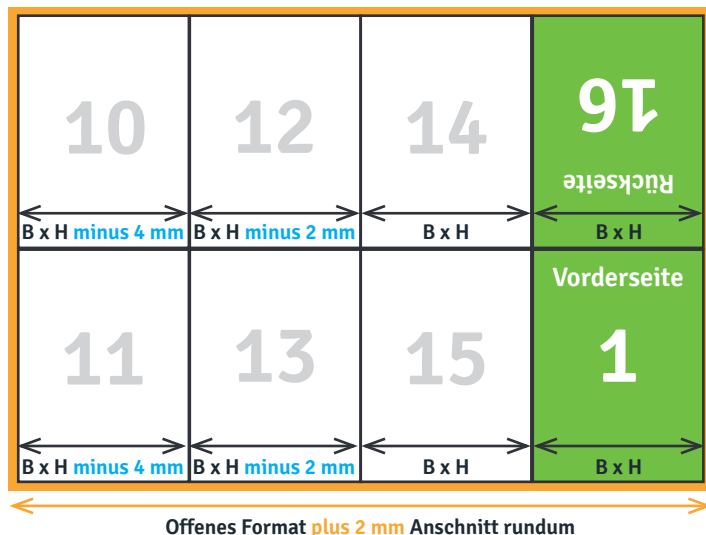 10 12 14 16
Rückseite
B x H minus 4 mm B x H minus 2 mm B x H B x H
Vorderseite
11 13 15 1
B x H minus 4 mm B x H minus 2 mm B x H B x H
Offenes Format plus 2 mm Anschnitt rundum